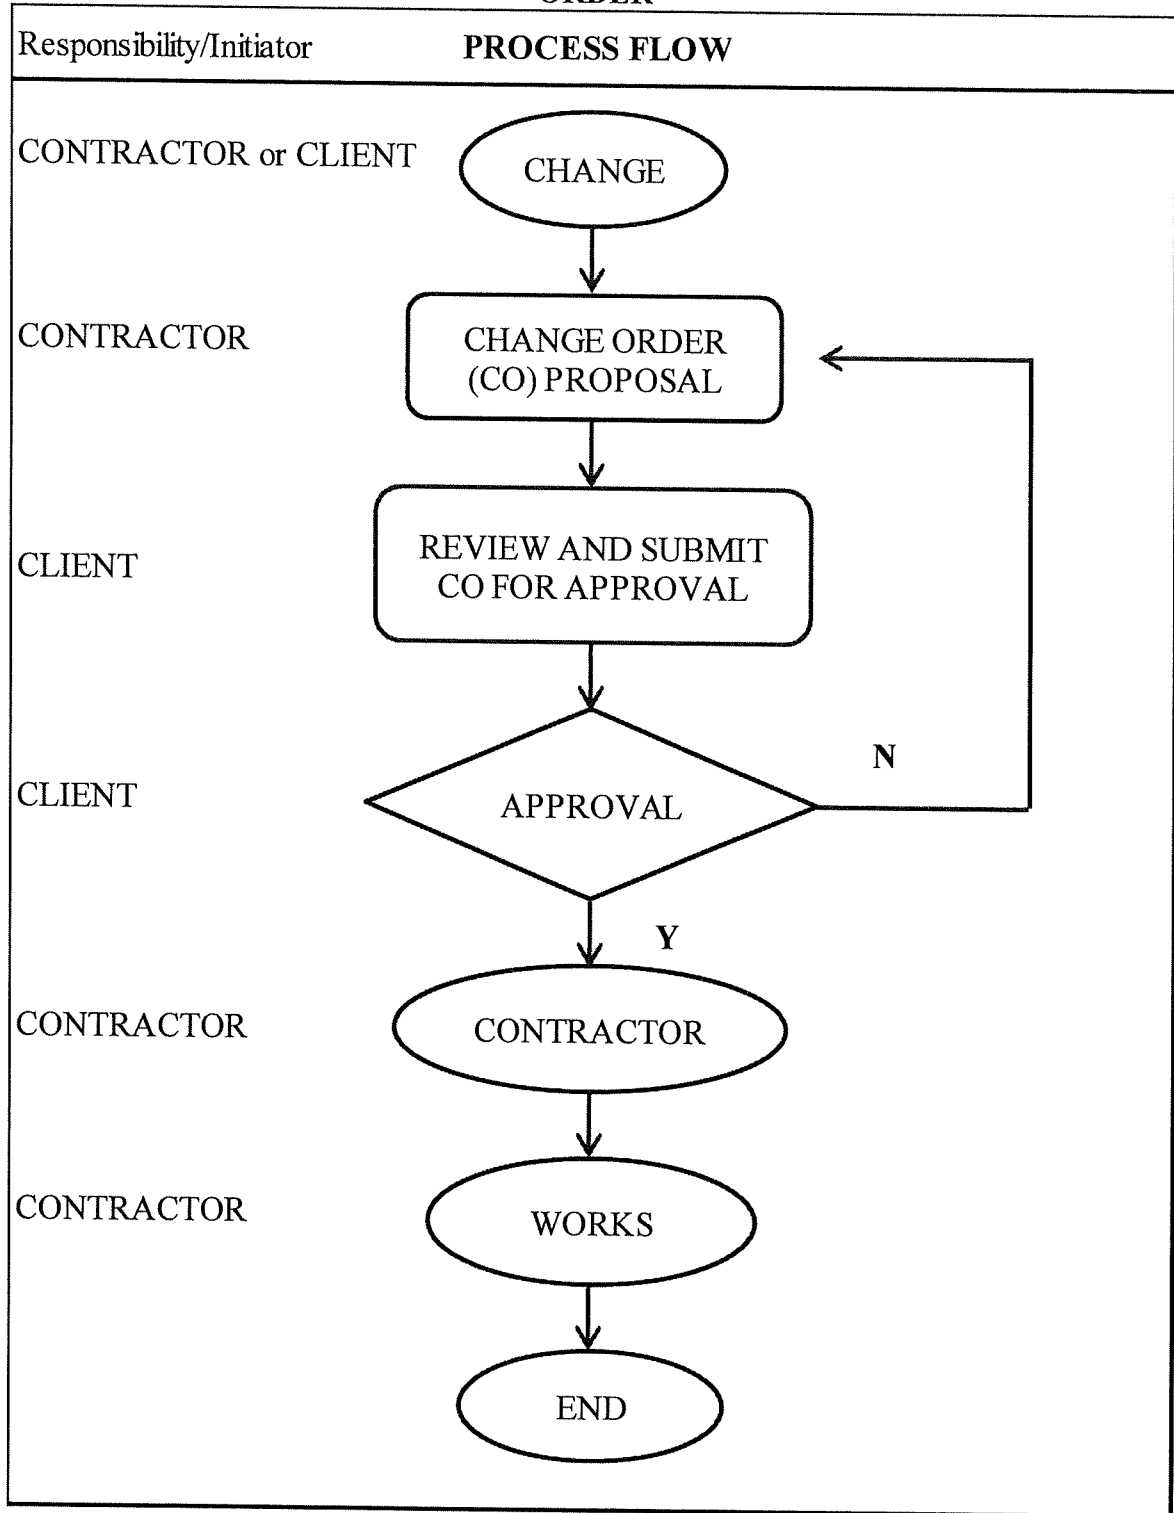 ORDER
Responsibility/Initiator PROCESS FLOW
CONTRACTOR or CLIENT CHANGE
CONTRACTOR CHANGE ORDER
(CO) PROPOSAL
CLIENT REVIEW AND SUBMIT
CO FOR APPROVAL
N
CLIENT APPROVAL
Y
CONTRACTOR CONTRACTOR
CONTRACTOR WORKS
END